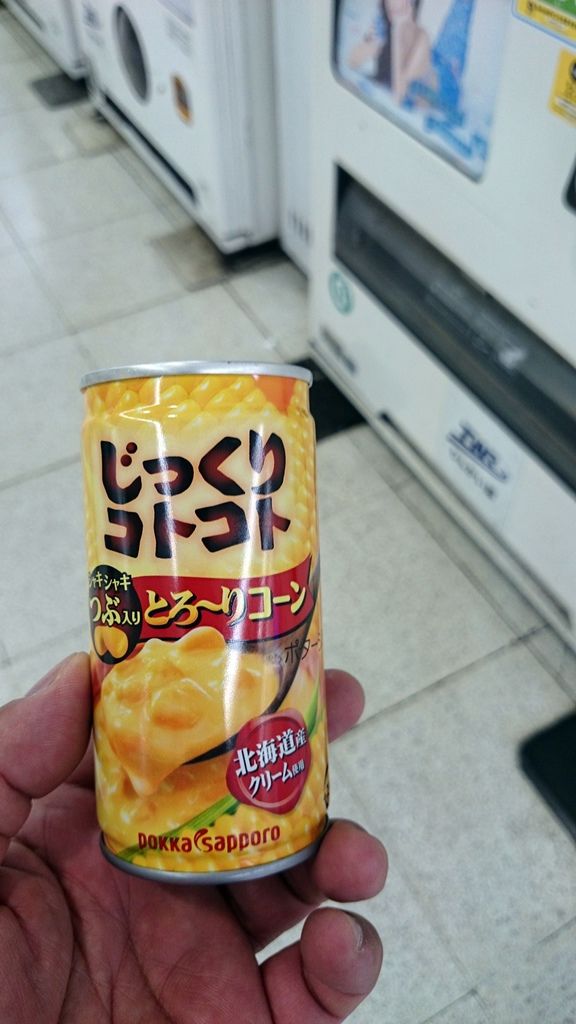 じっくり
コトコト
シャキシャキ
つぶ入り
とろ〜りコーン
ポター
北海道産
クリーム使用
pokka sapporo